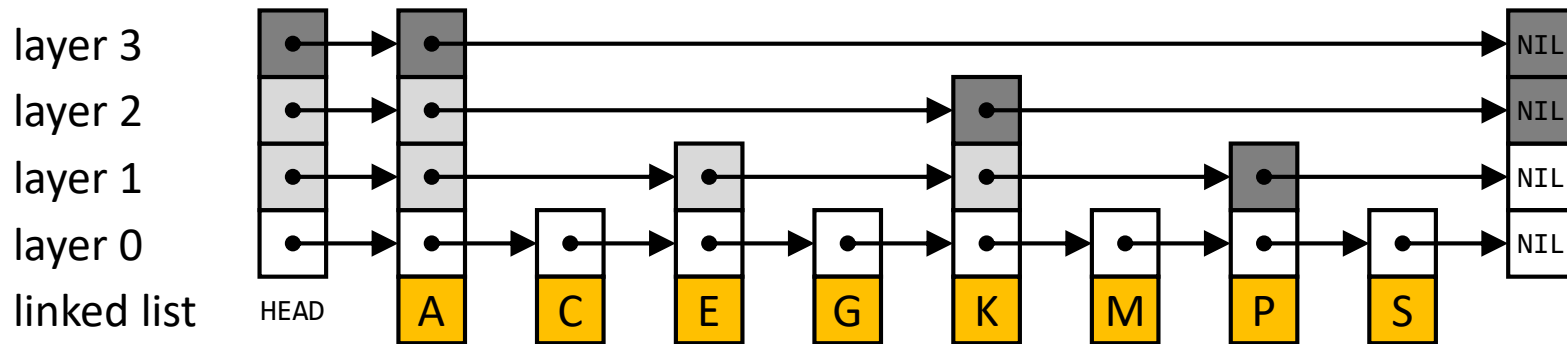 layer 3 NIL
layer 2 NIL
layer 1 NIL
layer 0 NIL
linked list HEAD A C E G K M P S